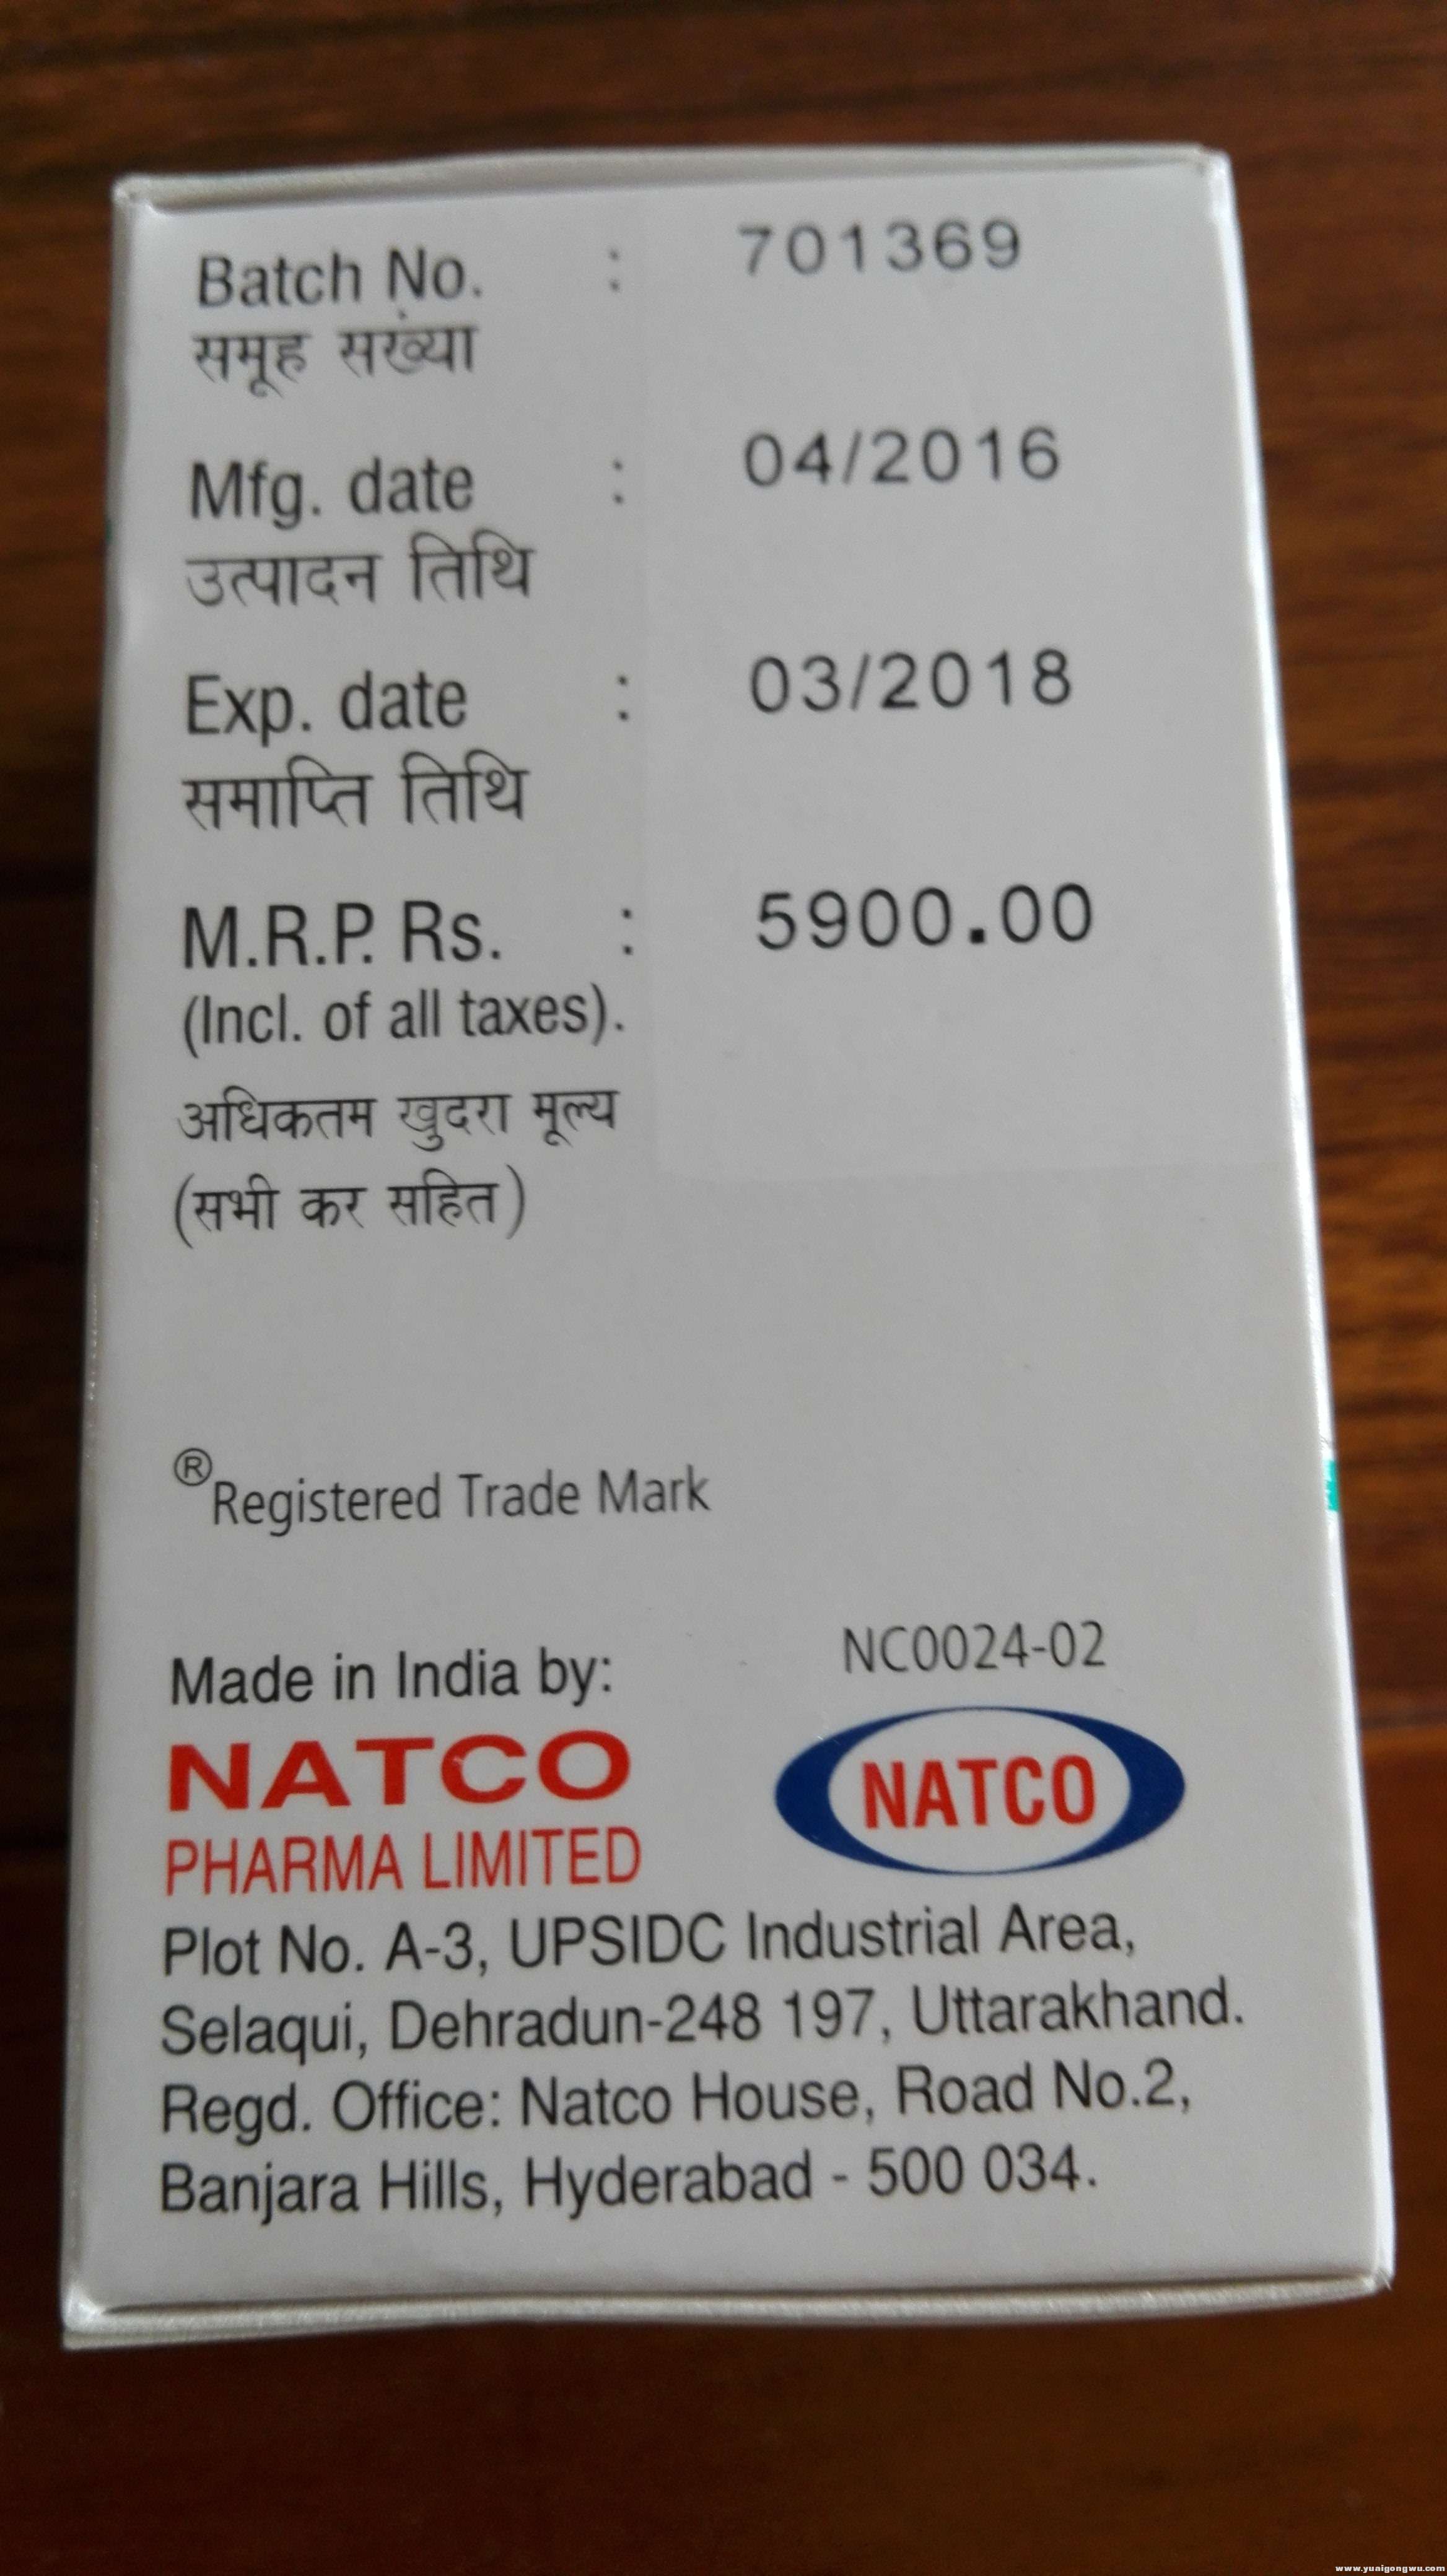 Batch No. : 701369
समूह सख्ंया
Mfg. date : 04/2016
उत्पादन तिथि
Exp. date : 03/2018
समाप्ति तिथि
M.R.P. Rs. : 5900.00
(Incl. of all taxes).
अधिकतम खुदरा मूल्य
(सभी कर सहित)
®Registered Trade Mark
NC0024-02
Made in India by:
NATCO
PHARMA LIMITED
NATCO
Plot No. A-3, UPSIDC Industrial Area,
Selaqui, Dehradun-248 197, Uttarakhand.
Regd. Office: Natco House, Road No.2,
Banjara Hills, Hyderabad - 500 034.
www.yuaigongwu.com